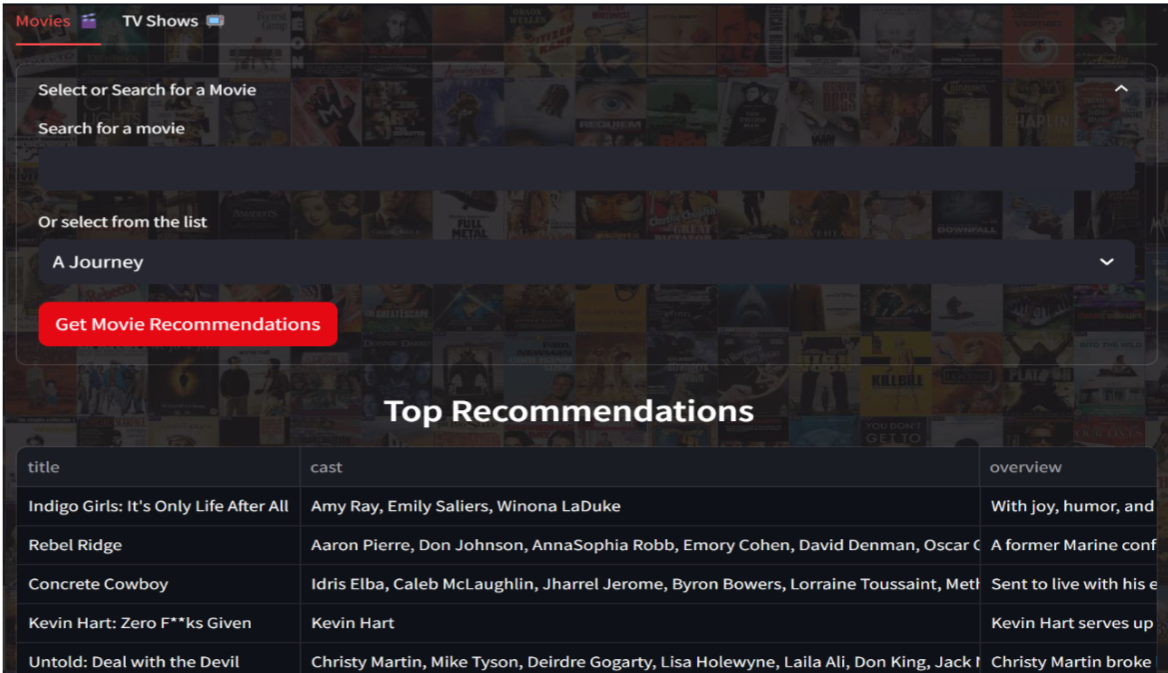 Movies 🎬 TV Shows 📺
Select or Search for a Movie
Search for a movie
Or select from the list
A Journey
Get Movie Recommendations
Top Recommendations
title cast overview
Indigo Girls: It's Only Life After All Amy Ray, Emily Saliers, Winona LaDuke With joy, humor, and
Rebel Ridge Aaron Pierre, Don Johnson, AnnaSophia Robb, Emory Cohen, David Denman, Oscar A former Marine conf
Concrete Cowboy Idris Elba, Caleb McLaughlin, Jharrel Jerome, Byron Bowers, Lorraine Toussaint, Meth Sent to live with his e
Kevin Hart: Zero F**ks Given Kevin Hart Kevin Hart serves up
Untold: Deal with the Devil Christy Martin, Mike Tyson, Deirdre Gogarty, Lisa Holewyne, Laila Ali, Don King, Jack Christy Martin broke